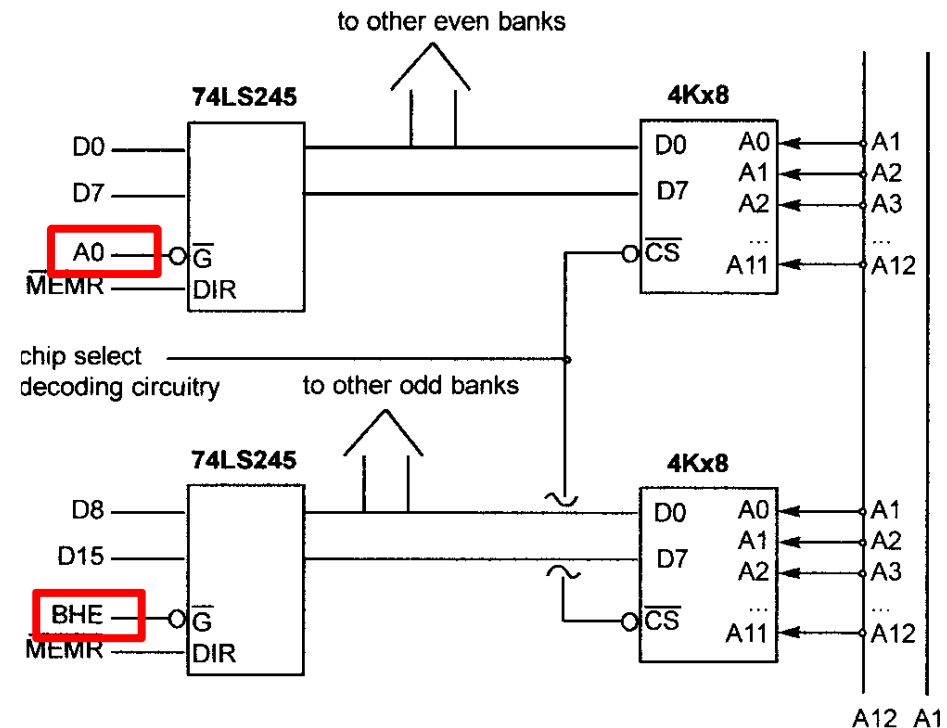 to other even banks
74LS245
4Kx8
D0
D7
A0
MEMR
G
DIR
D0
D7
CS
A0
A1
A2
...
A11
A1
A2
A3
...
A12
chip select
decoding circuitry
to other odd banks
74LS245
4Kx8
D8
D15
BHE
MEMR
G
DIR
D0
D7
CS
A0
A1
A2
...
A11
A1
A2
A3
...
A12
A12 A1